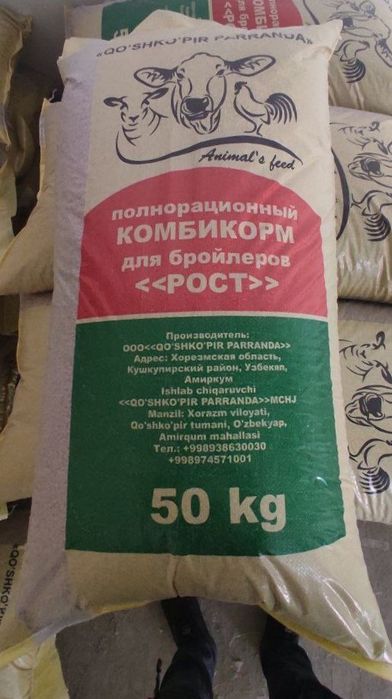 «QO'SHKO'PIR PARRANDA»
Animal's feed
полнорационный
КОМБИКОРМ
для бройлеров
<<РОСТ>>
Производитель:
ООО<<QO'SHKO'PIR PARRANDA>>
Адрес: Хорезмская область,
Кушкупирский район, Узбекяп,
Амиркум
Ishlab chiqaruvchi
<<QO'SHKO'PIR PARRANDA>>MCHJ
Manzil: Xorazm viloyati,
Qo'shko'pir tumani, O'zbekyap,
Amirqum mahallasi
Тел.: +998938630030
+998974571001
50 kg